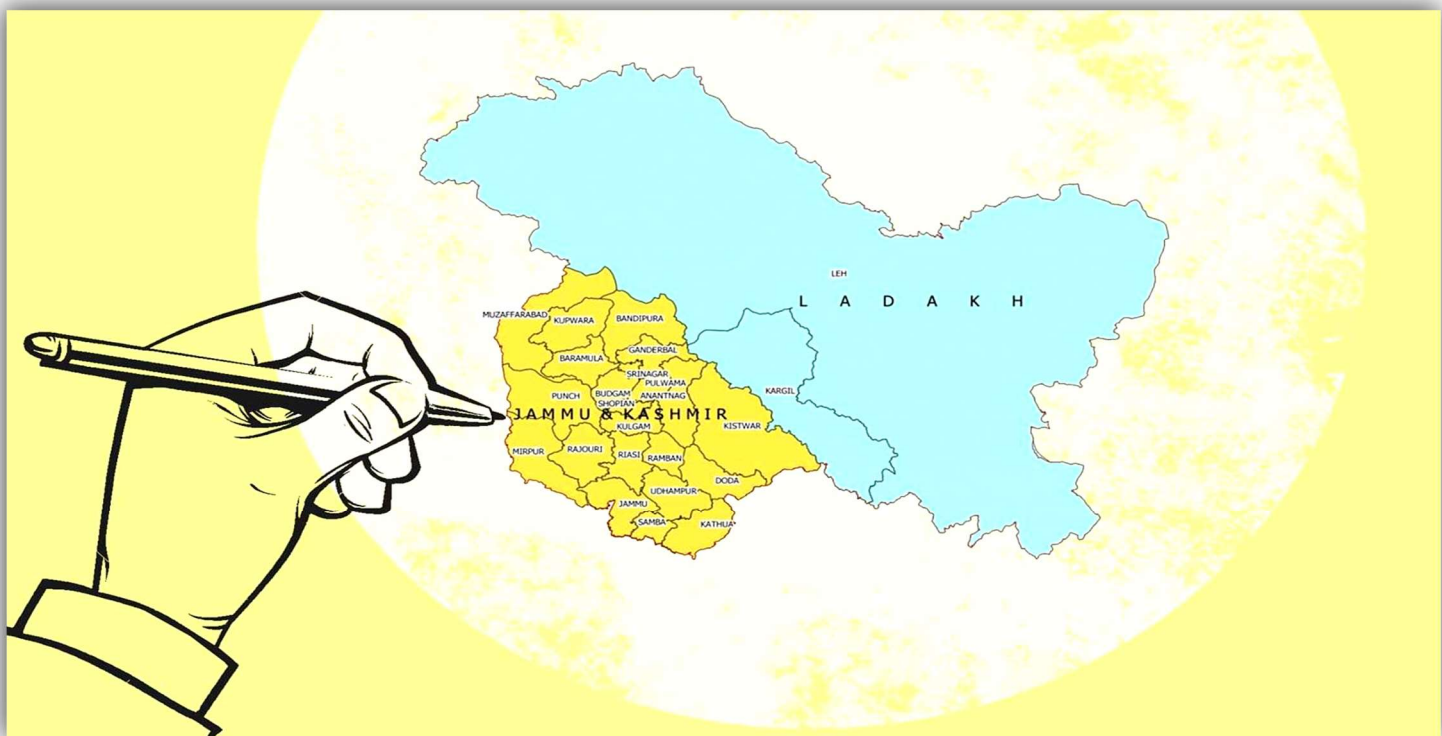 LEH
L A D A K H
MUZAFFARABAD
KUPWARA
BANDIPURA
GANDERBAL
BARAMULA
SRINAGAR
PULWAMA
KARGIL
PUNCH
BUDGAM
ANANTNAG
SHOPIAN
JAMMU & KASHMIR
KULGAM
KISTWAR
MIRPUR
RAJOURI
RIASI
RAMBAN
DODA
UDHAMPUR
JAMMU
SAMBA
KATHUA